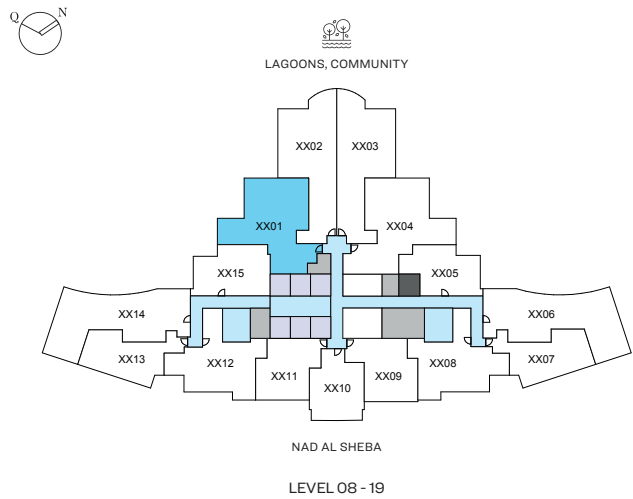 Q N
LAGOONS, COMMUNITY
XX02 XX03
XX01 XX04
XX15 XX05
XX14 XX06
XX13 XX12 XX08 XX07
XX11 XX10 XX09
NAD AL SHEBA
LEVEL 08 - 19